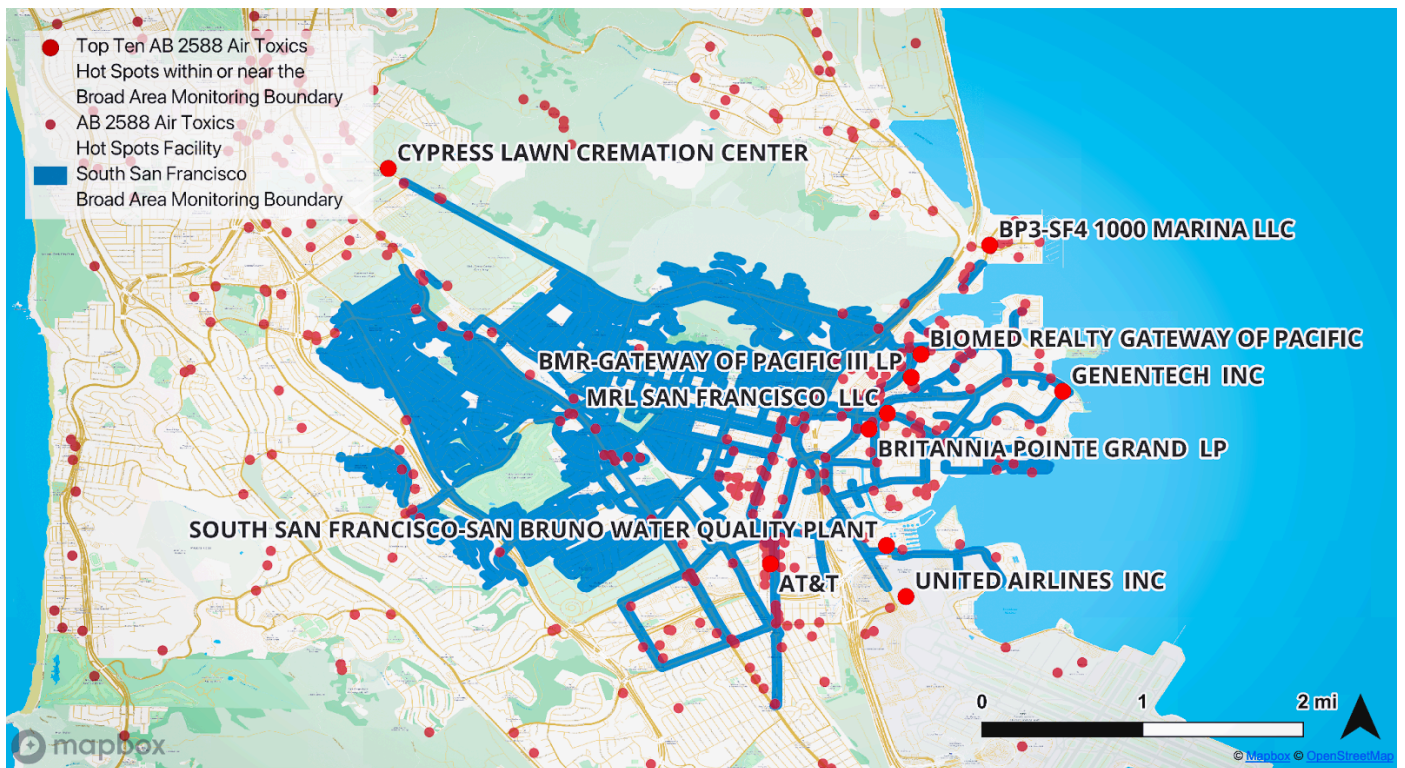 Top Ten AB 2588 Air Toxics
Hot Spots within or near the
Broad Area Monitoring Boundary
AB 2588 Air Toxics
Hot Spots Facility
South San Francisco
Broad Area Monitoring Boundary
CYPRESS LAWN CREMATION CENTER
BP3-SF4 1000 MARINA LLC
BIOMED REALTY GATEWAY OF PACIFIC
BMR-GATEWAY OF PACIFIC III LP
GENENTECH INC
MRL SAN FRANCISCO LLC
BRITANNIA POINTE GRAND LP
SOUTH SAN FRANCISCO-SAN BRUNO WATER QUALITY PLANT
AT&T
UNITED AIRLINES INC
0 1 2 mi
mapbox
© Mapbox © OpenStreetMap